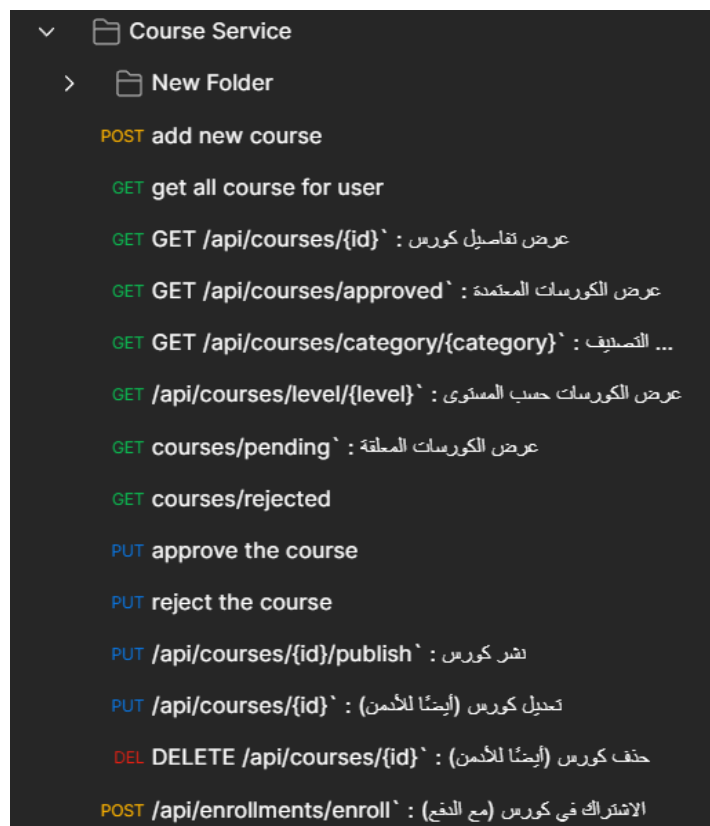 Course Service
New Folder
POST add new course
GET get all course for user
GET GET /api/courses/{id}` : عرض تفاصيل كورس
GET GET /api/courses/approved` : عرض الكورسات المعتمدة
GET GET /api/courses/category/{category}` : التصنيف ...
GET /api/courses/level/{level}` : عرض الكورسات حسب المستوى
GET courses/pending` : عرض الكورسات المعلقة
GET courses/rejected
PUT approve the course
PUT reject the course
PUT /api/courses/{id}/publish` : نشر كورس
PUT /api/courses/{id}` : تعديل كورس (أيضًا للأدمن)
DEL DELETE /api/courses/{id}` : حذف كورس (أيضًا للأدمن)
POST /api/enrollments/enroll` : الاشتراك في كورس (مع الدفع)